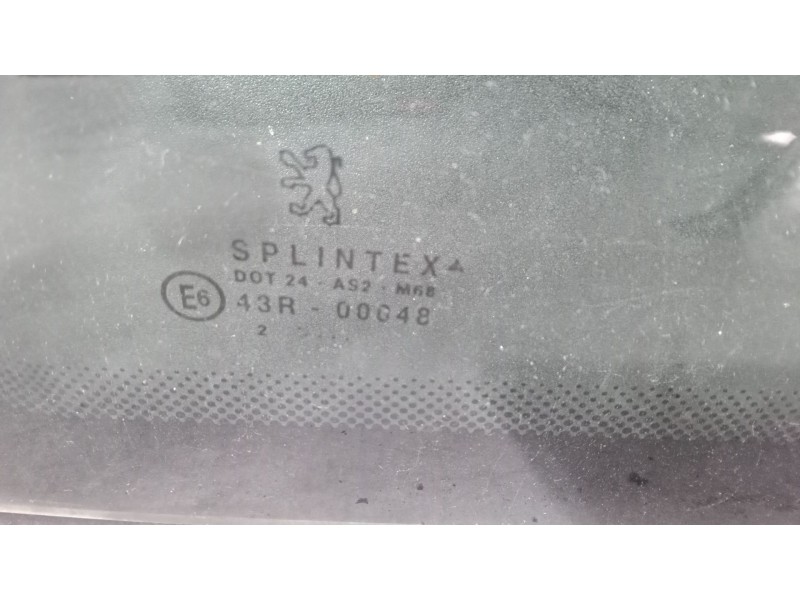 SPLINTEX
DOT 24 · AS2 · M68
E6
43R - 00048
2